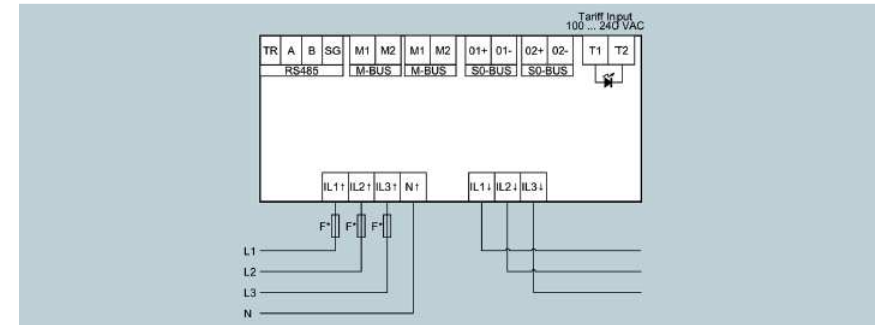 Tariff Input
100 ... 240 VAC
TR A B SG M1 M2 M1 M2 01+ 01- 02+ 02- T1 T2
RS485 M-BUS M-BUS S0-BUS S0-BUS
IL1↑ IL2↑ IL3↑ N↑ IL1↓ IL2↓ IL3↓
F* F* F*
L1
L2
L3
N